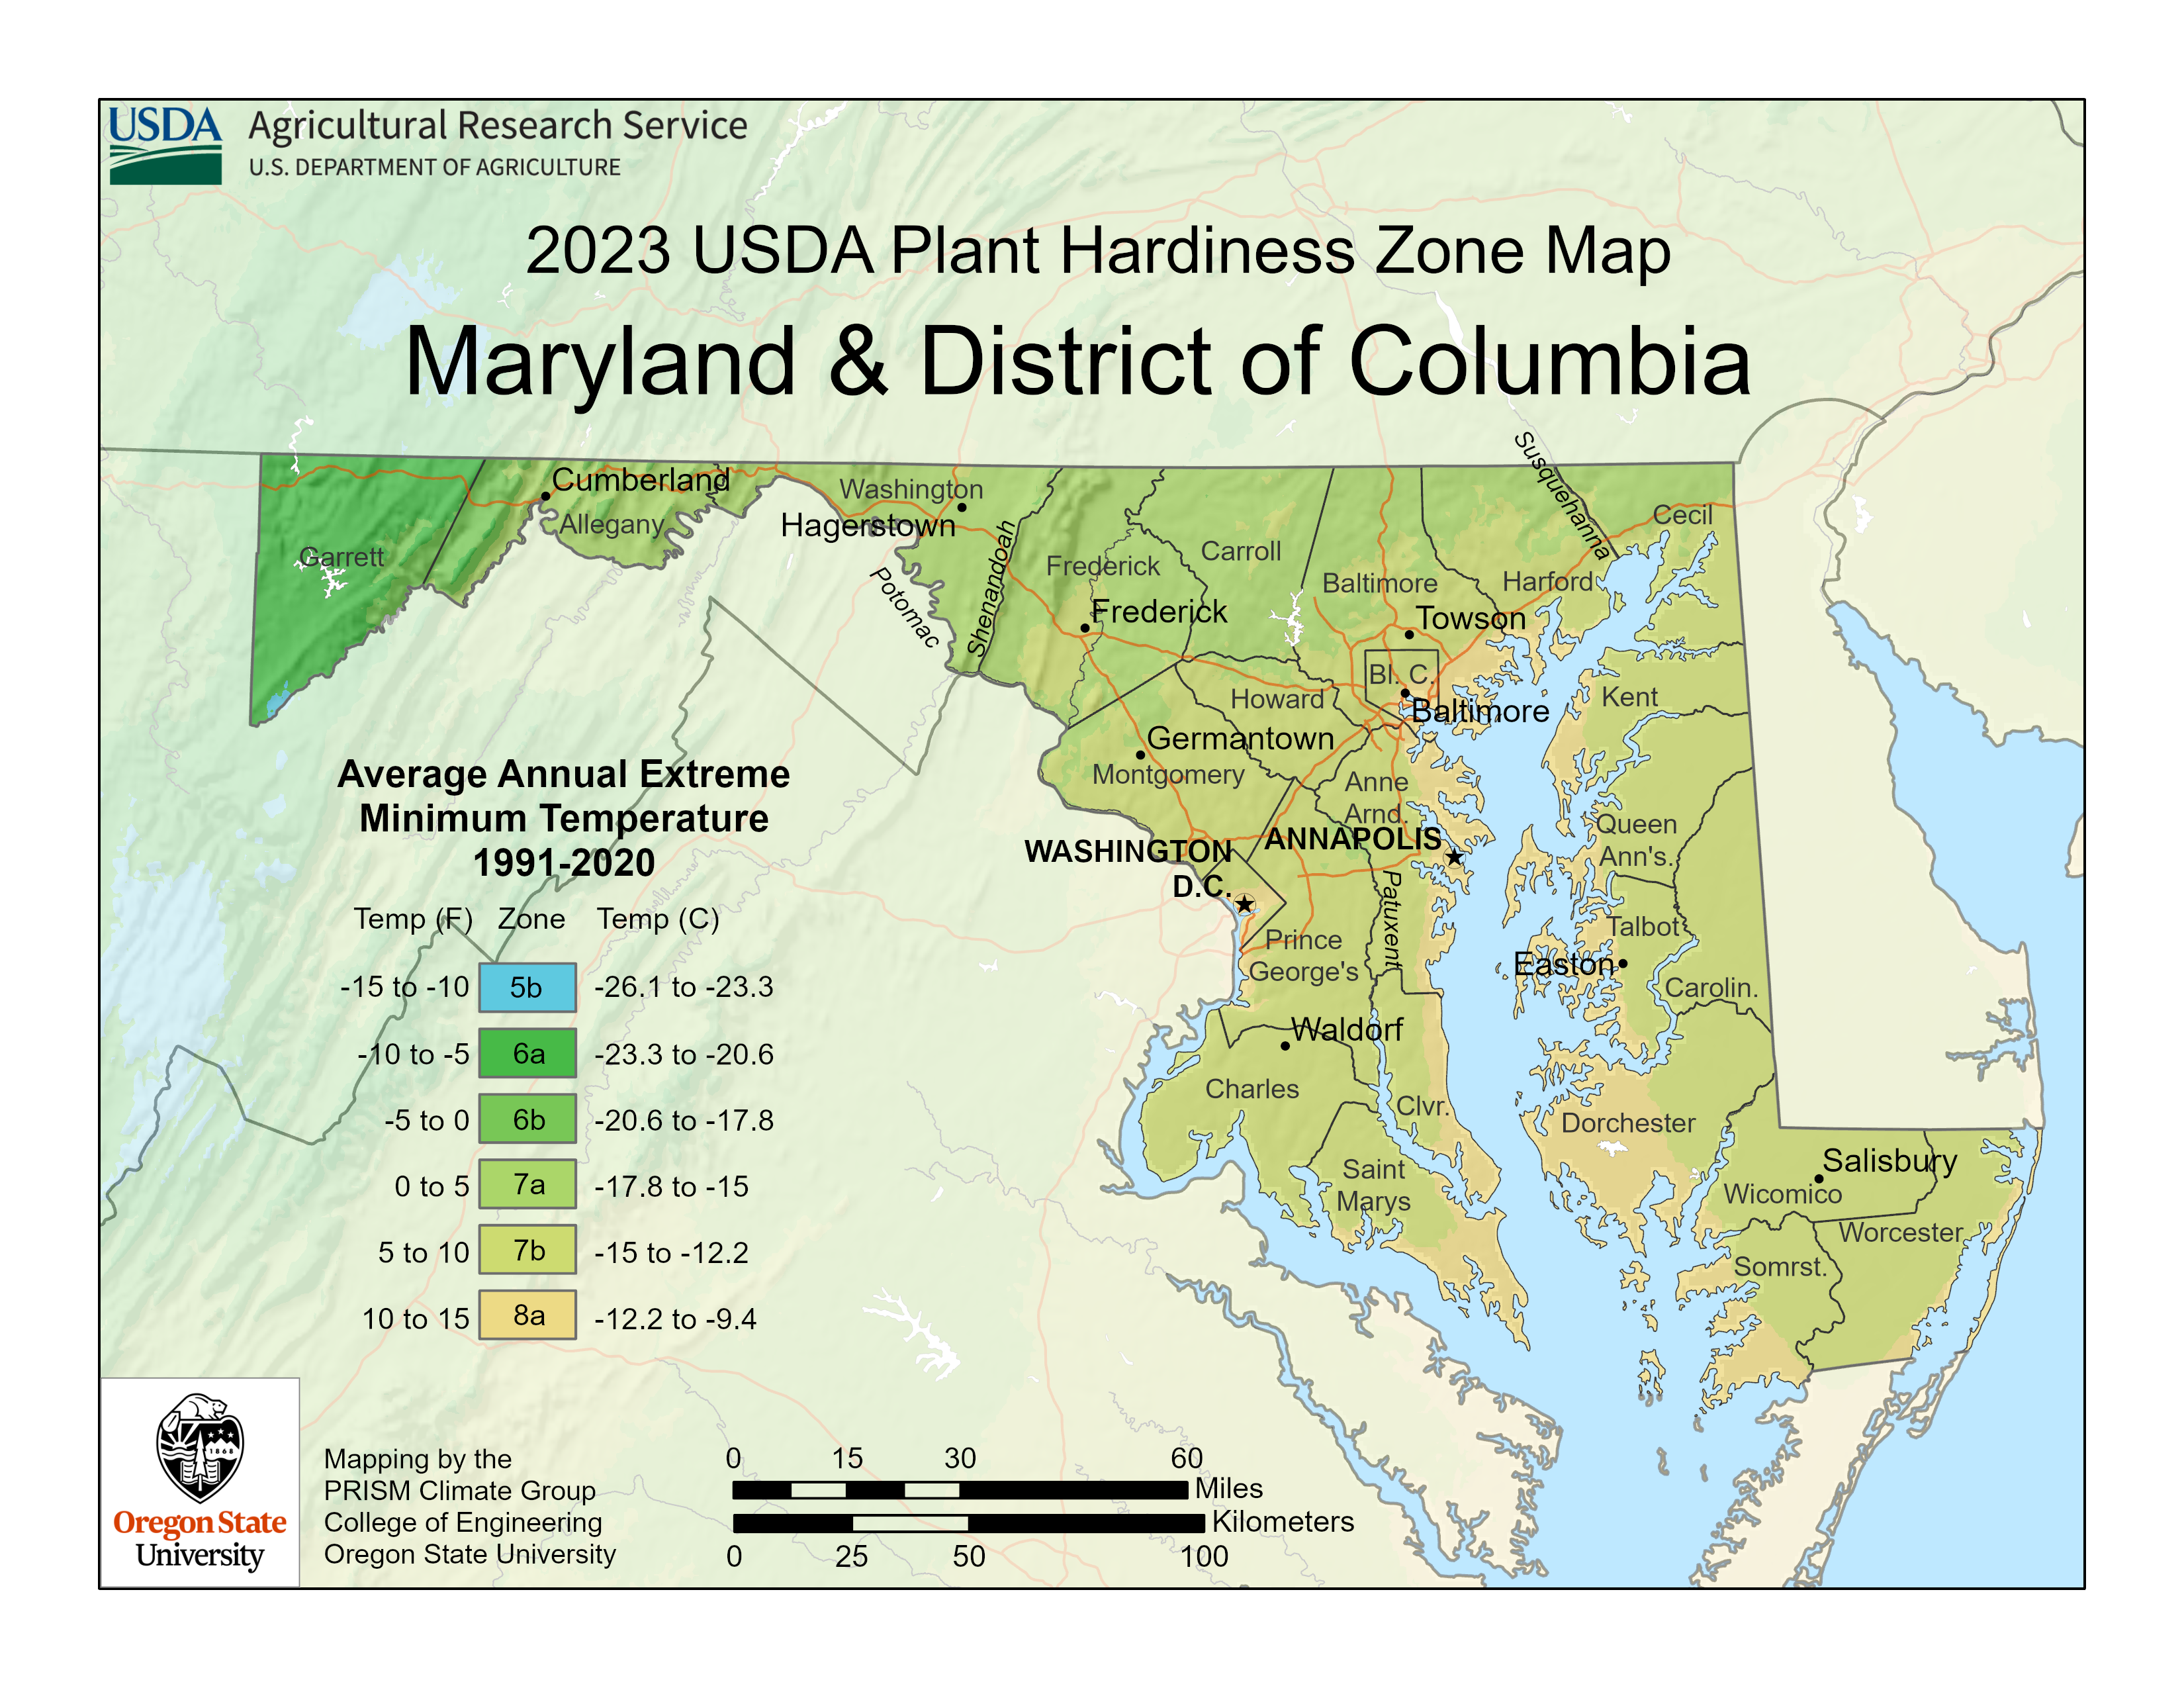 USDA
Agricultural Research Service
U.S. DEPARTMENT OF AGRICULTURE
2023 USDA Plant Hardiness Zone Map
Maryland & District of Columbia
Susquehanna
Cumberland
Washington
Allegany
Hagerstown
Garrett
Cecil
Carroll
Frederick
Shenandoah
Potomac
Baltimore
Harford
Frederick
Towson
Bl. C.
Howard
Kent
Baltimore
Germantown
Montgomery
Anne
Arnd.
Queen
Ann's.
WASHINGTON
D.C.
ANNAPOLIS
Patuxent
Talbot
Prince
George's
Easton
Carolin.
Waldorf
Charles
Clvr.
Dorchester
Saint
Marys
Salisbury
Wicomico
Worcester
Somrst.
Average Annual Extreme
Minimum Temperature
1991-2020
Temp (F) Zone Temp (C)
-15 to -10 5b -26.1 to -23.3
-10 to -5 6a -23.3 to -20.6
-5 to 0 6b -20.6 to -17.8
0 to 5 7a -17.8 to -15
5 to 10 7b -15 to -12.2
10 to 15 8a -12.2 to -9.4
1868
Oregon State
University
Mapping by the
PRISM Climate Group
College of Engineering
Oregon State University
0 15 30 60
Miles
Kilometers
0 25 50 100